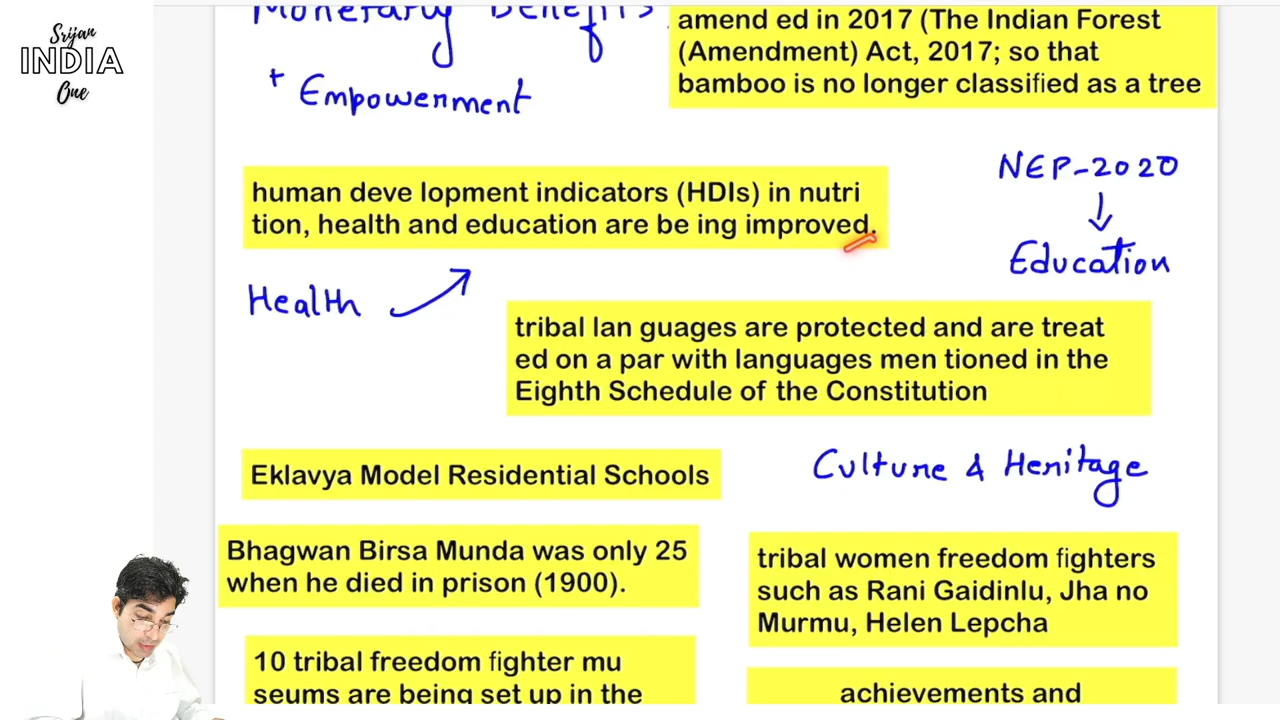 Srijan
INDIA
One
Monetary Benefits
+ Empowerment
amend ed in 2017 (The Indian Forest
(Amendment) Act, 2017; so that
bamboo is no longer classified as a tree
human deve lopment indicators (HDIs) in nutri
tion, health and education are be ing improved.
NEP-2020
↓
Education
Health
tribal lan guages are protected and are treat
ed on a par with languages men tioned in the
Eighth Schedule of the Constitution
Eklavya Model Residential Schools
Culture & Heritage
Bhagwan Birsa Munda was only 25
when he died in prison (1900).
tribal women freedom fighters
such as Rani Gaidinlu, Jha no
Murmu, Helen Lepcha
10 tribal freedom fighter mu
seums are being set up in the
achievements and